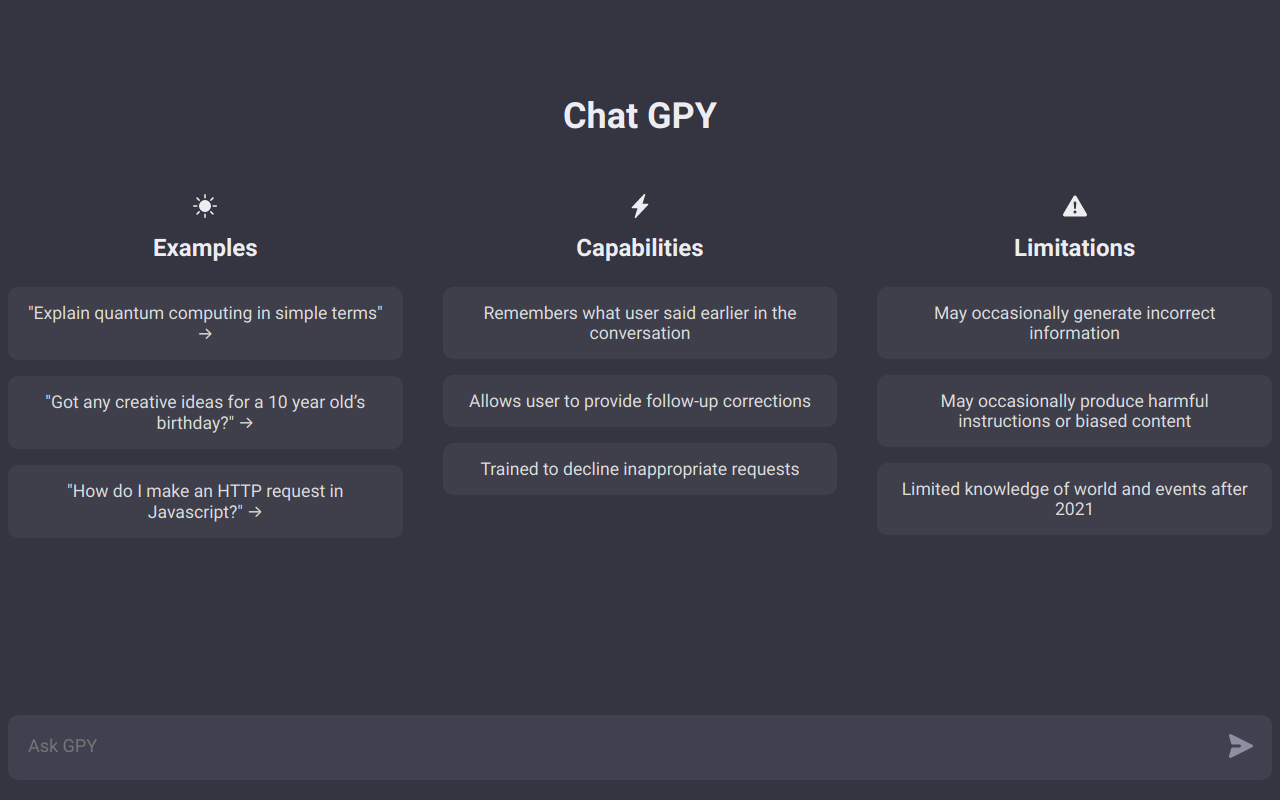 Chat GPY
Examples
"Explain quantum computing in simple terms"
→
"Got any creative ideas for a 10 year old’s
birthday?" →
"How do I make an HTTP request in
Javascript?" →
Capabilities
Remembers what user said earlier in the
conversation
Allows user to provide follow-up corrections
Trained to decline inappropriate requests
Limitations
May occasionally generate incorrect
information
May occasionally produce harmful
instructions or biased content
Limited knowledge of world and events after
2021
Ask GPY